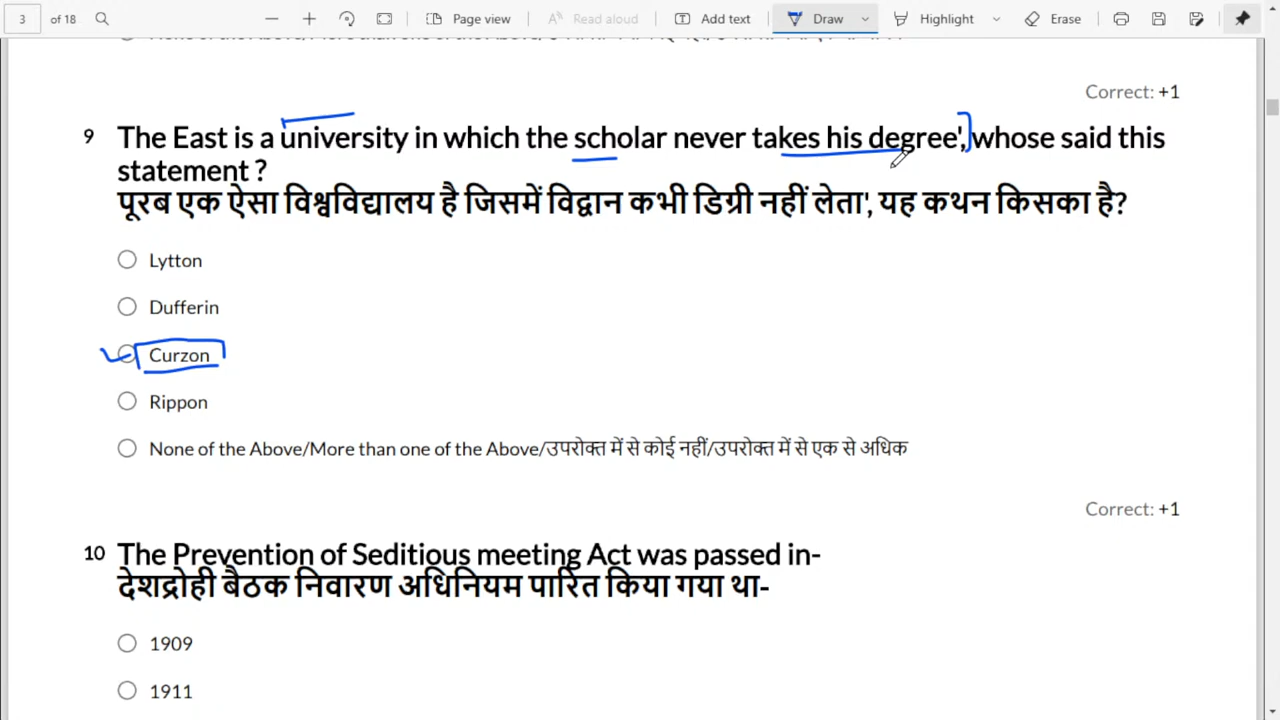 3 of 18 Page view Read aloud Add text Draw Highlight Erase
Correct: +1
9 The East is a university in which the scholar never takes his degree', whose said this
statement ?
पूरब एक ऐसा विश्वविद्यालय है जिसमें विद्वान कभी डिग्री नहीं लेता', यह कथन किसका है?
Lytton
Dufferin
Curzon
Rippon
None of the Above/More than one of the Above/उपरोक्त में से कोई नहीं/उपरोक्त में से एक से अधिक
Correct: +1
10 The Prevention of Seditious meeting Act was passed in-
देशद्रोही बैठक निवारण अधिनियम पारित किया गया था-
1909
1911